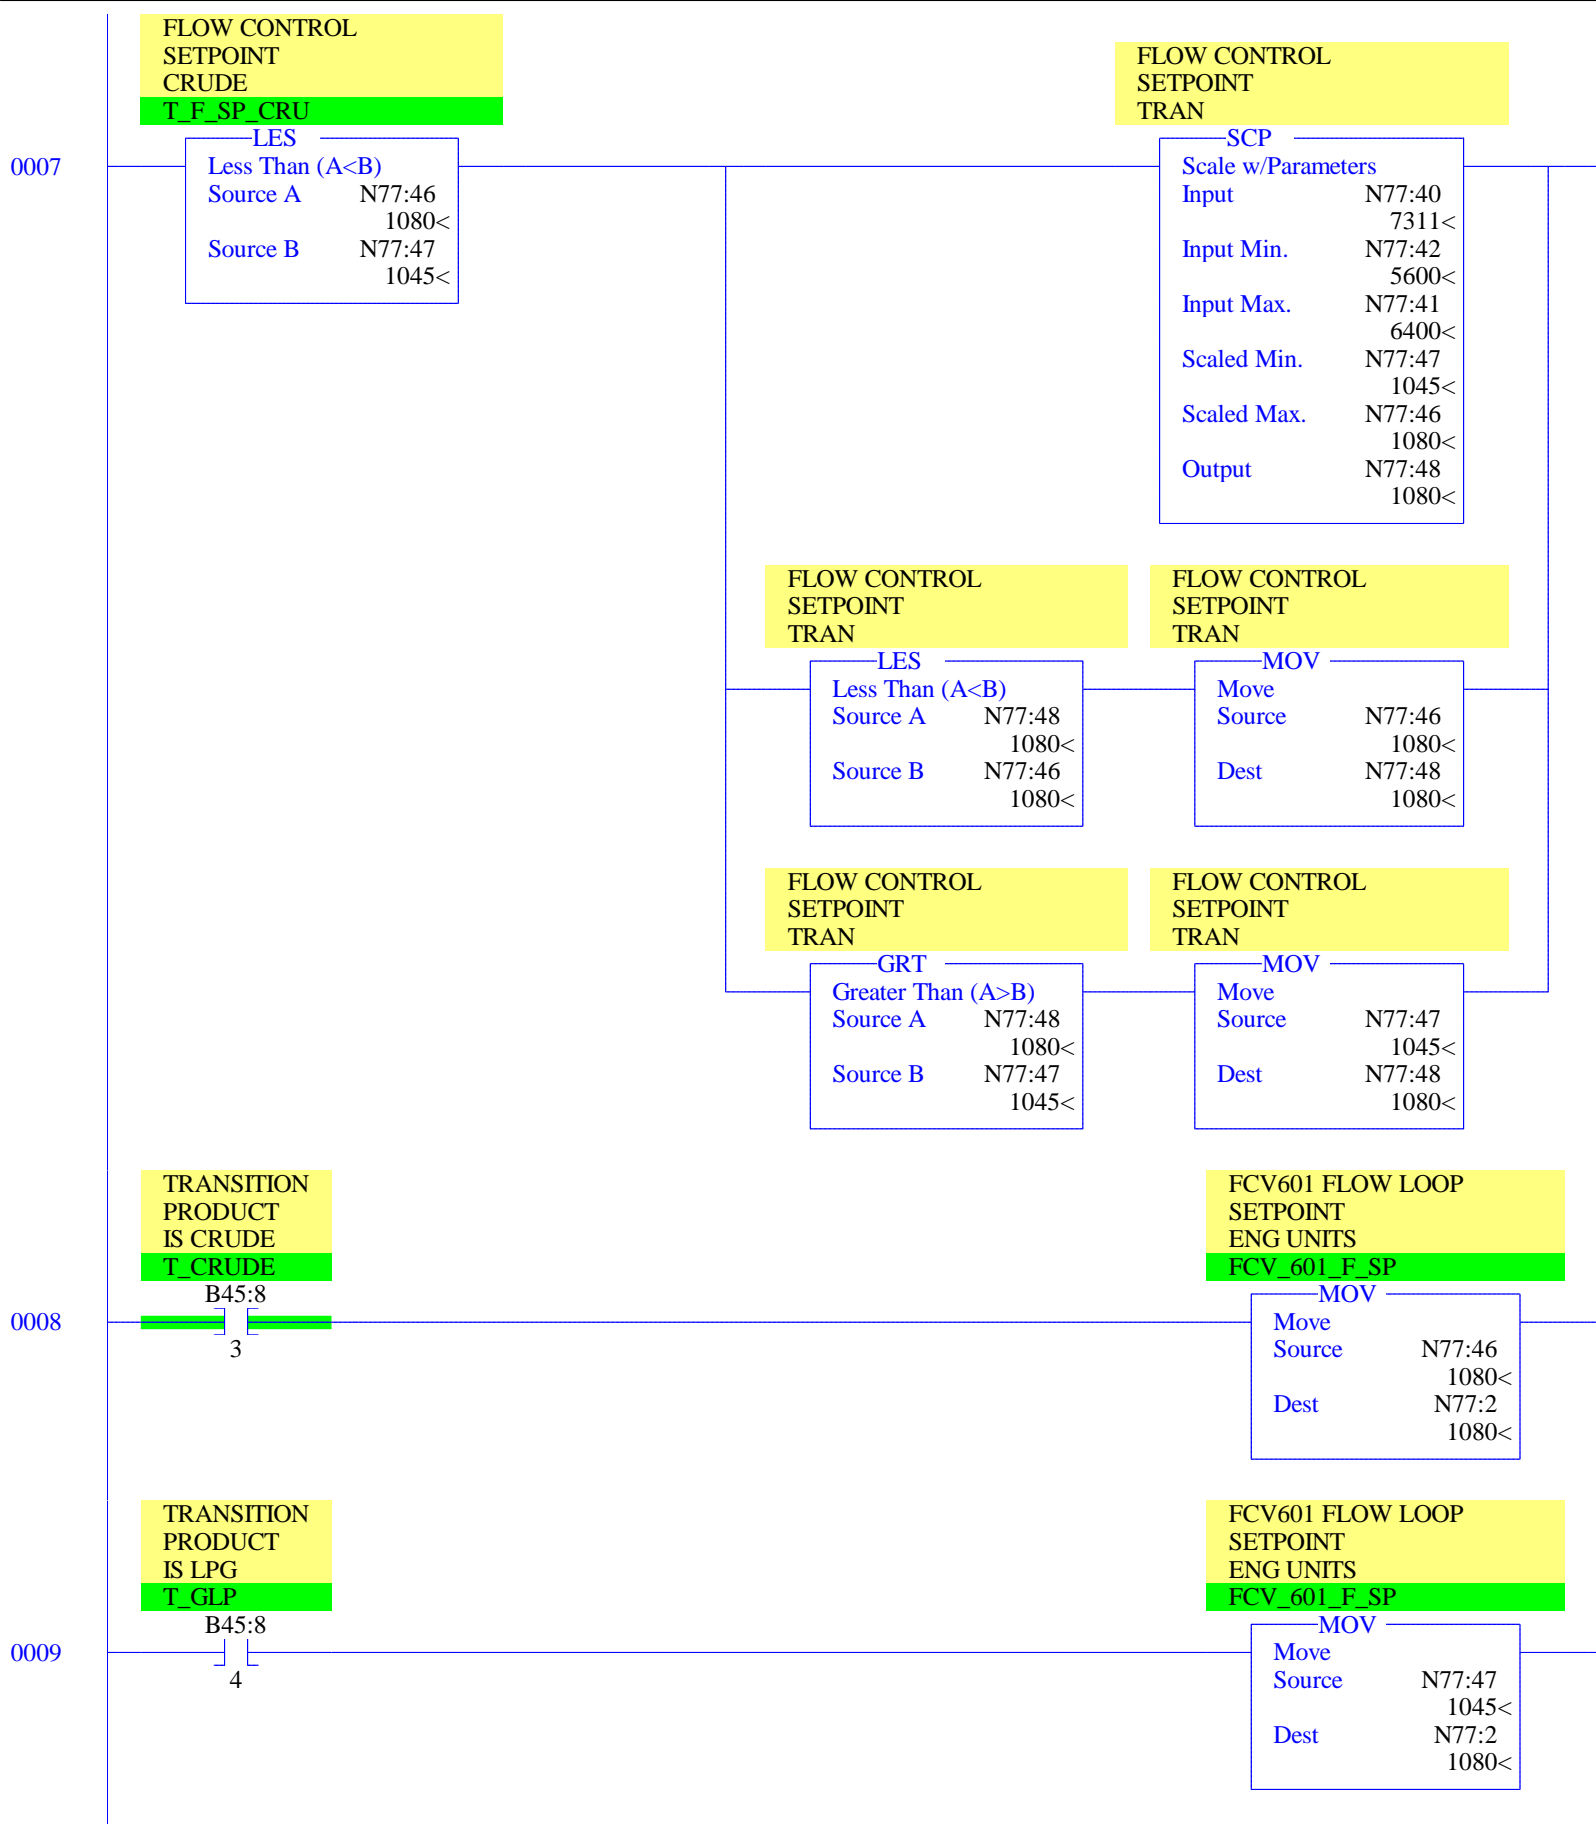 FLOW CONTROL
SETPOINT
CRUDE
T_F_SP_CRU
LES
0007
Less Than (A<B)
Source A N77:46
1080<
Source B N77:47
1045<
FLOW CONTROL
SETPOINT
TRAN
SCP
Scale w/Parameters
Input N77:40
7311<
Input Min. N77:42
5600<
Input Max. N77:41
6400<
Scaled Min. N77:47
1045<
Scaled Max. N77:46
1080<
Output N77:48
1080<
FLOW CONTROL
SETPOINT
TRAN
LES
Less Than (A<B)
Source A N77:48
1080<
Source B N77:46
1080<
FLOW CONTROL
SETPOINT
TRAN
MOV
Move
Source N77:46
1080<
Dest N77:48
1080<
FLOW CONTROL
SETPOINT
TRAN
GRT
Greater Than (A>B)
Source A N77:48
1080<
Source B N77:47
1045<
FLOW CONTROL
SETPOINT
TRAN
MOV
Move
Source N77:47
1045<
Dest N77:48
1080<
TRANSITION
PRODUCT
IS CRUDE
T_CRUDE
B45:8
0008
3
FCV601 FLOW LOOP
SETPOINT
ENG UNITS
FCV_601_F_SP
MOV
Move
Source N77:46
1080<
Dest N77:2
1080<
TRANSITION
PRODUCT
IS LPG
T_GLP
B45:8
0009
4
FCV601 FLOW LOOP
SETPOINT
ENG UNITS
FCV_601_F_SP
MOV
Move
Source N77:47
1045<
Dest N77:2
1080<